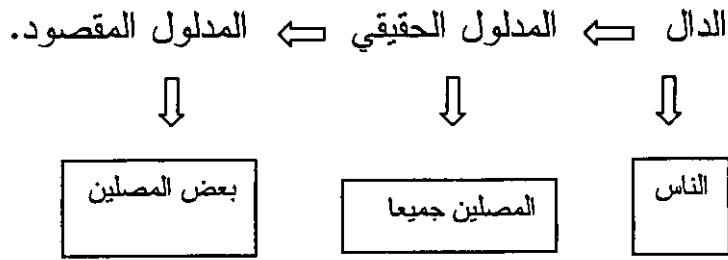 الدال ⇐ المدلول الحقيقي ⇐ المدلول المقصود.
الناس
المصلين جميعا
بعض المصلين